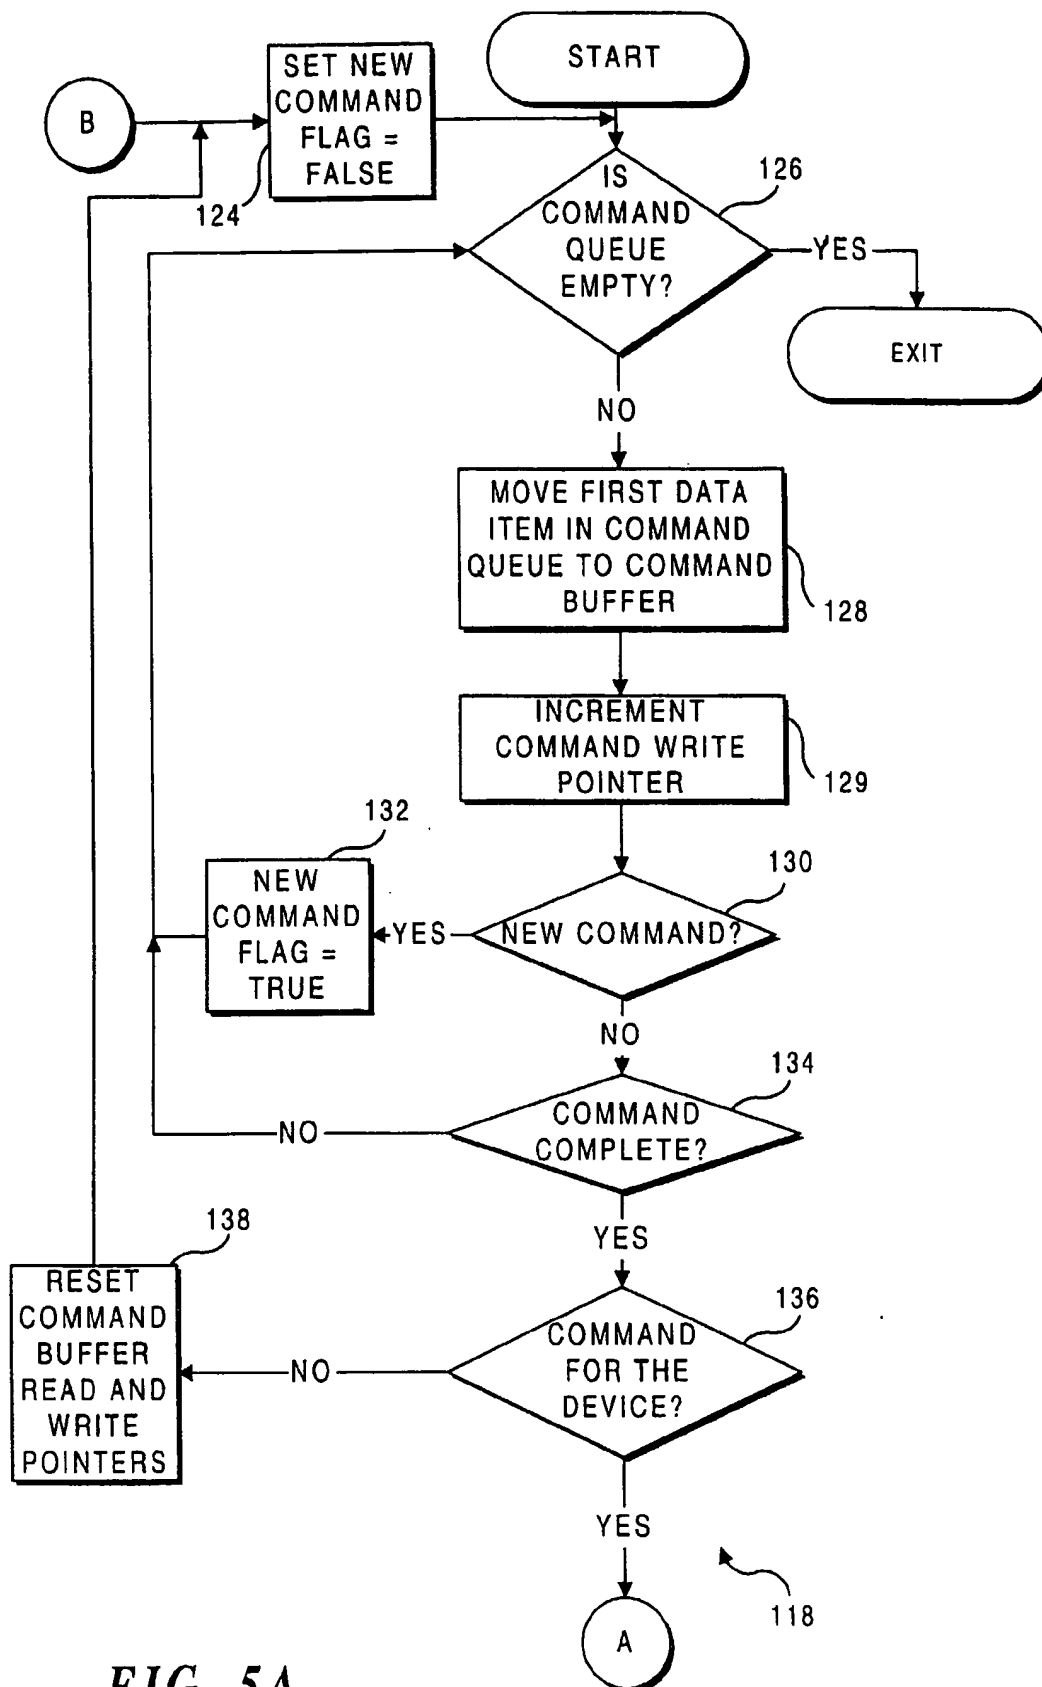 START
B
SET NEW
COMMAND
FLAG =
FALSE
124
IS
COMMAND
QUEUE
EMPTY?
126
YES
EXIT
NO
MOVE FIRST DATA
ITEM IN COMMAND
QUEUE TO COMMAND
BUFFER
128
INCREMENT
COMMAND WRITE
POINTER
129
132
NEW
COMMAND
FLAG =
TRUE
YES
NEW COMMAND?
130
NO
COMMAND
COMPLETE?
134
NO
YES
138
RESET
COMMAND
BUFFER
READ AND
WRITE
POINTERS
NO
COMMAND
FOR THE
DEVICE?
136
YES
118
A
FIG. 5A